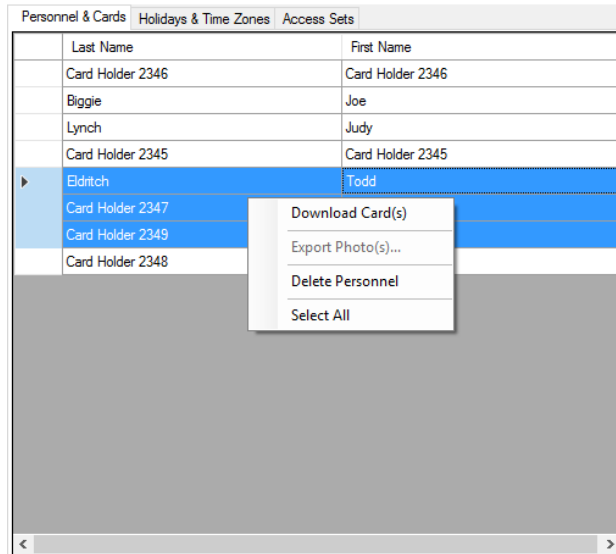 Personnel & Cards Holidays & Time Zones Access Sets
Last Name First Name
Card Holder 2346 Card Holder 2346
Biggie Joe
Lynch Judy
Card Holder 2345 Card Holder 2345
Eldritch Todd
Card Holder 2347
Card Holder 2349
Card Holder 2348
Download Card(s)
Export Photo(s)...
Delete Personnel
Select All